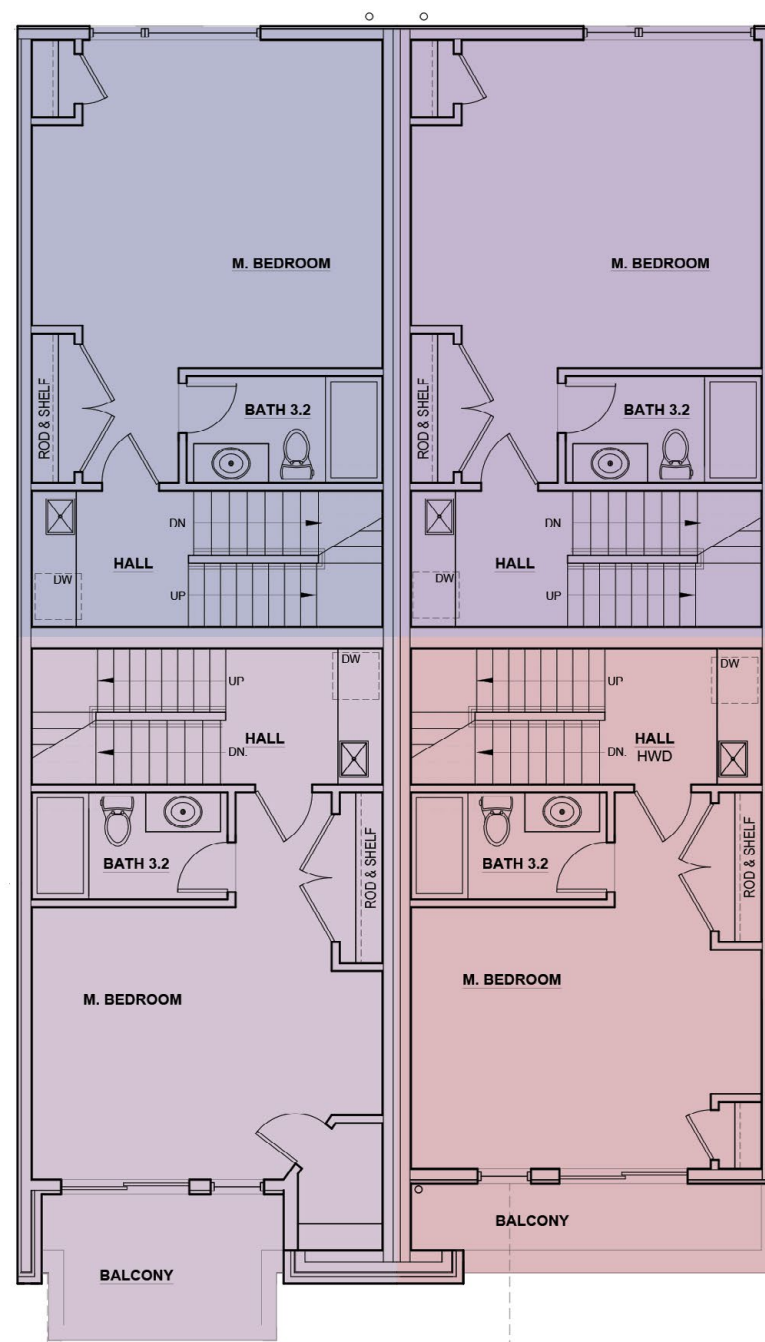 M. BEDROOM
M. BEDROOM
ROD & SHELF
BATH 3.2
ROD & SHELF
BATH 3.2
DN
DN
HALL
HALL
DW
UP
DW
UP
DW
UP
DW
UP
HALL
HALL
DN.
DN.
HWD
BATH 3.2
ROD & SHELF
BATH 3.2
ROD & SHELF
M. BEDROOM
M. BEDROOM
BALCONY
BALCONY